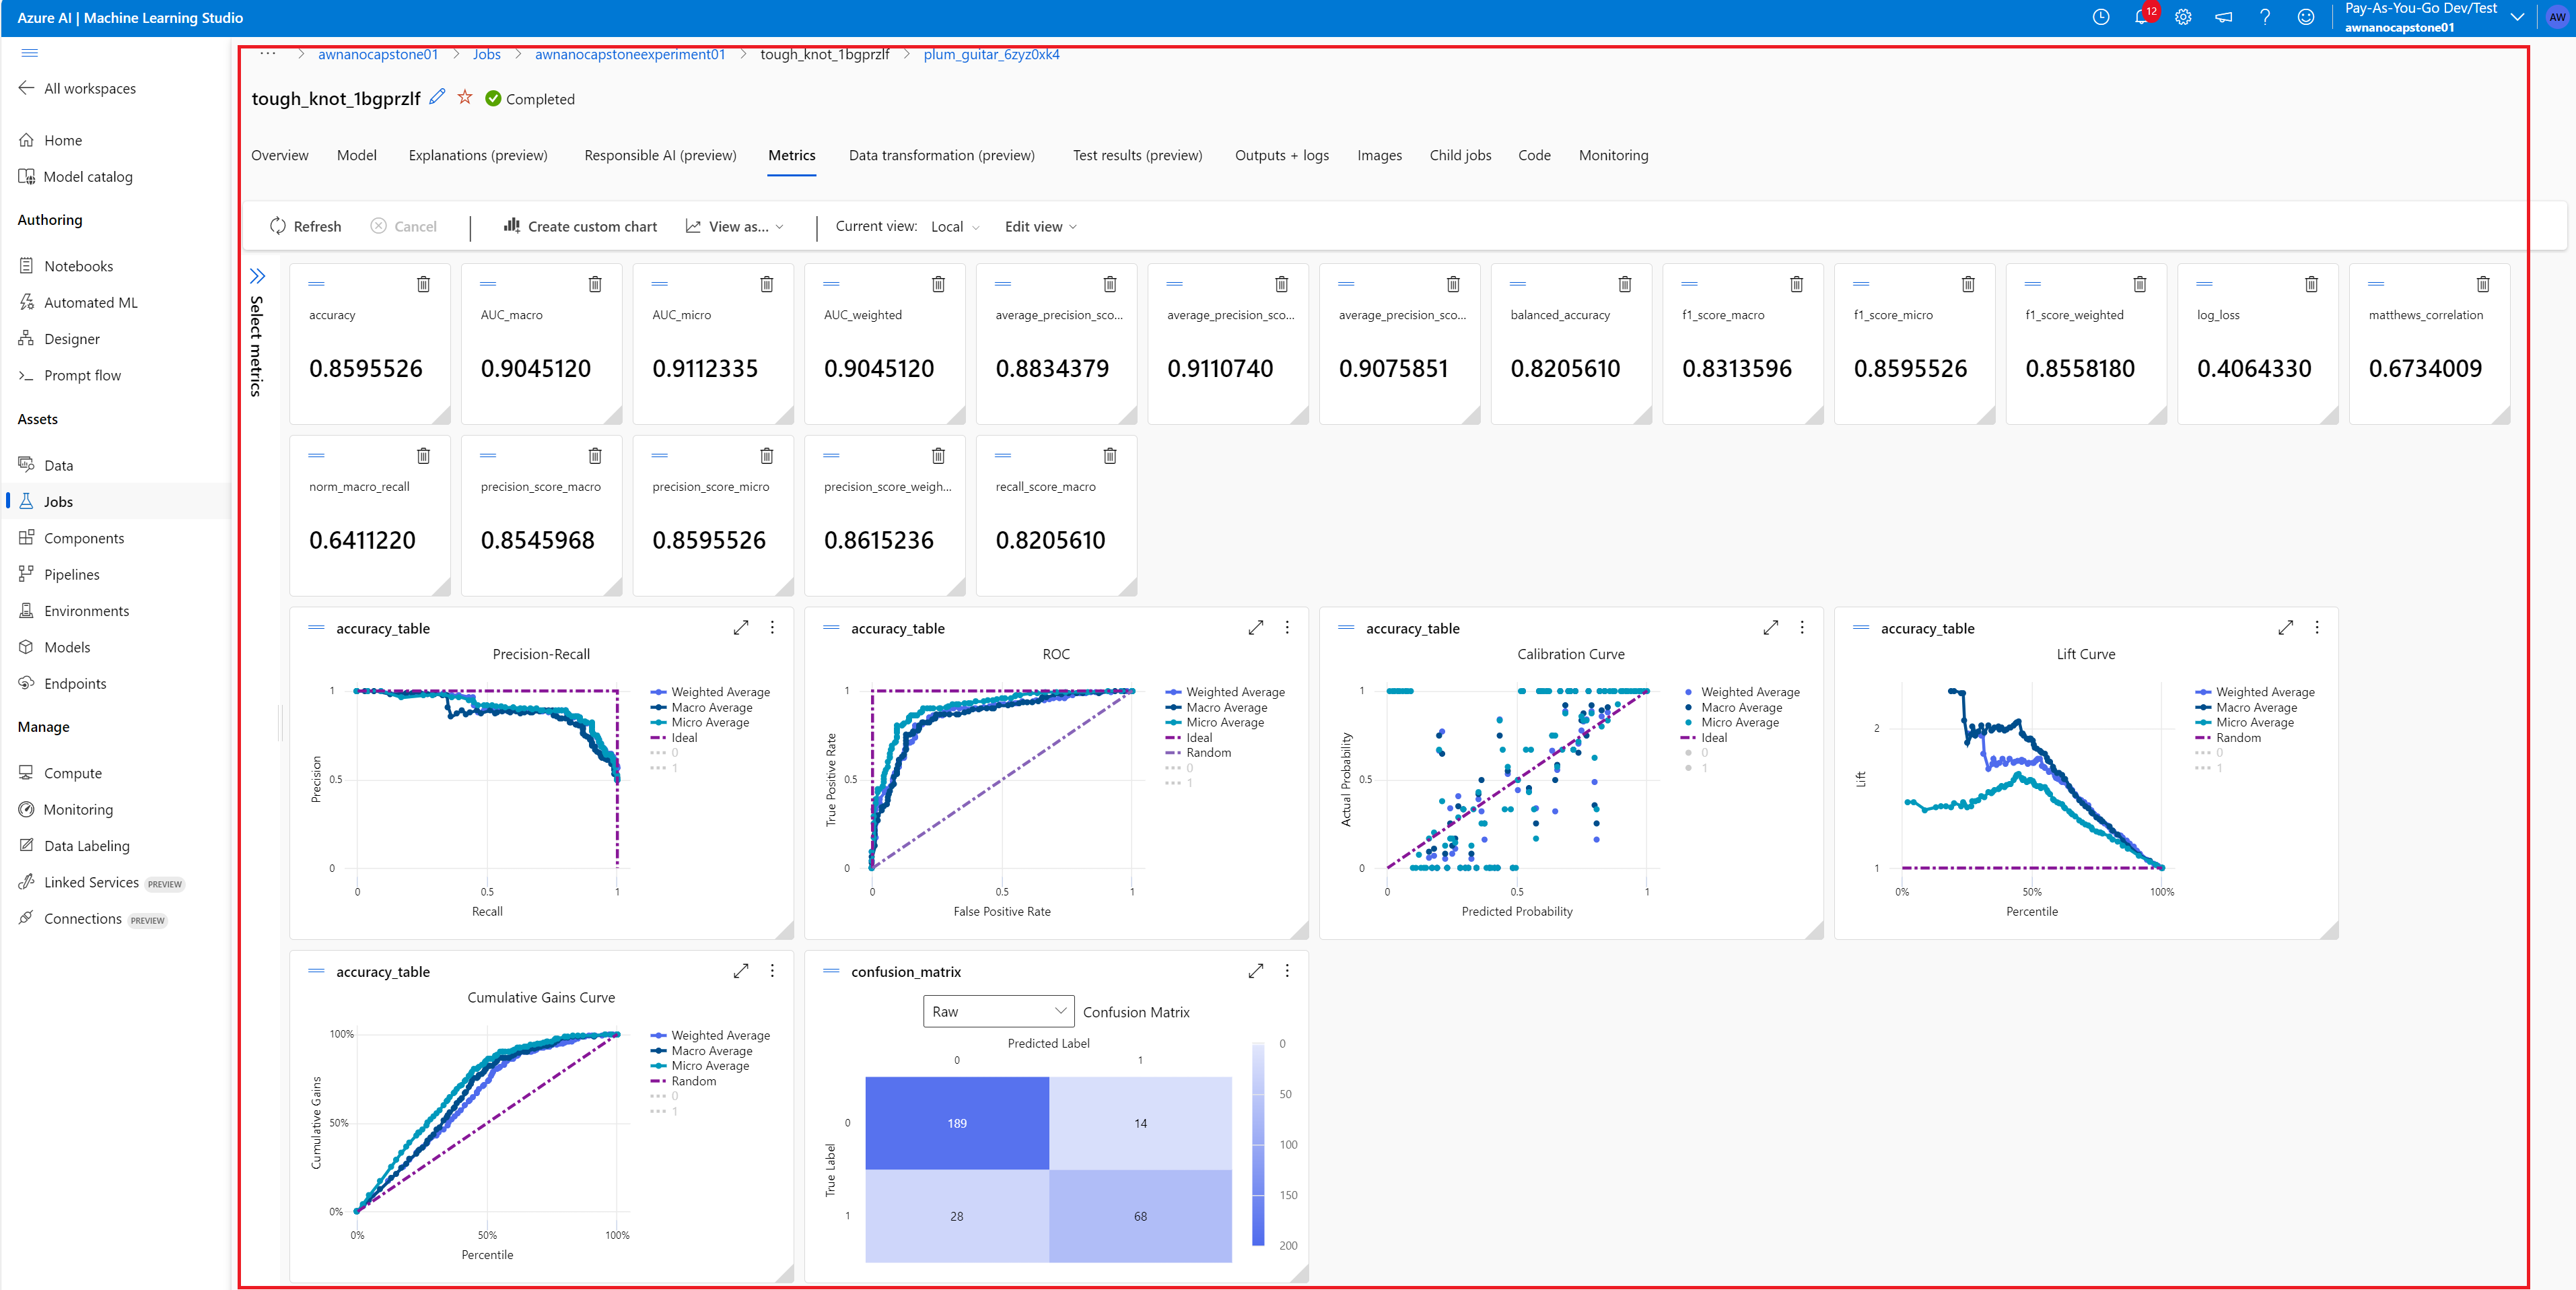 Azure AI | Machine Learning Studio
12
Pay-As-You-Go Dev/Test
awnanocapstone01
AW
All workspaces
Home
Model catalog
Authoring
Notebooks
Automated ML
Designer
Prompt flow
Assets
Data
Jobs
Components
Pipelines
Environments
Models
Endpoints
Manage
Compute
Monitoring
Data Labeling
Linked Services PREVIEW
Connections PREVIEW
... > awnanocapstone01 > Jobs > awnanocapstoneexperiment01 > tough_knot_1bgprzlf > plum_guitar_6zyz0xk4
tough_knot_1bgprzlf Completed
Overview Model Explanations (preview) Responsible AI (preview) Metrics Data transformation (preview) Test results (preview) Outputs + logs Images Child jobs Code Monitoring
Refresh Cancel | Create custom chart View as... | Current view: Local Edit view
Select metrics
accuracy
0.8595526
AUC_macro
0.9045120
AUC_micro
0.9112335
AUC_weighted
0.9045120
average_precision_sco...
0.8834379
average_precision_sco...
0.9110740
average_precision_sco...
0.9075851
balanced_accuracy
0.8205610
f1_score_macro
0.8313596
f1_score_micro
0.8595526
f1_score_weighted
0.8558180
log_loss
0.4064330
matthews_correlation
0.6734009
norm_macro_recall
0.6411220
precision_score_macro
0.8545968
precision_score_micro
0.8595526
precision_score_weigh...
0.8615236
recall_score_macro
0.8205610
accuracy_table
Precision-Recall
1
0.5
0
Precision
0 0.5 1
Recall
Weighted Average
Macro Average
Micro Average
Ideal
0
1
accuracy_table
ROC
1
0.5
0
True Positive Rate
0 0.5 1
False Positive Rate
Weighted Average
Macro Average
Micro Average
Ideal
Random
0
1
accuracy_table
Calibration Curve
1
0.5
0
Actual Probability
0 0.5 1
Predicted Probability
Weighted Average
Macro Average
Micro Average
Ideal
0
1
accuracy_table
Lift Curve
2
1
Lift
0% 50% 100%
Percentile
Weighted Average
Macro Average
Micro Average
Random
0
1
accuracy_table
Cumulative Gains Curve
100%
50%
0%
Cumulative Gains
0% 50% 100%
Percentile
Weighted Average
Macro Average
Micro Average
Random
0
1
confusion_matrix
Raw Confusion Matrix
Predicted Label
0 1
True Label
0 189 14
1 28 68
0
50
100
150
200